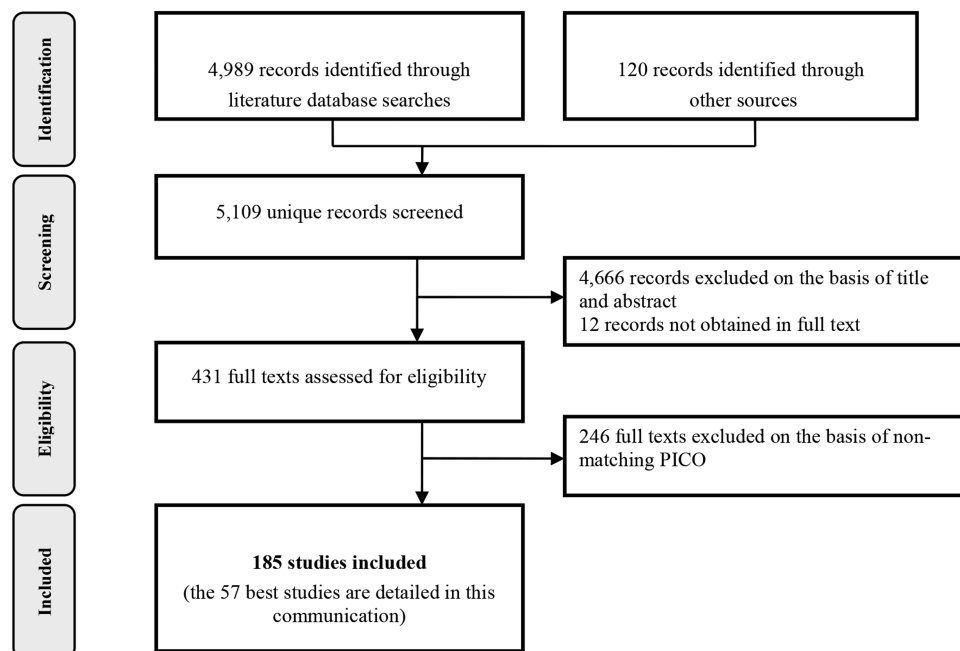 Identification
4,989 records identified through
literature database searches
120 records identified through
other sources
Screening
5,109 unique records screened
4,666 records excluded on the basis of title
and abstract
12 records not obtained in full text
Eligibility
431 full texts assessed for eligibility
246 full texts excluded on the basis of non-
matching PICO
Included
185 studies included
(the 57 best studies are detailed in this
communication)